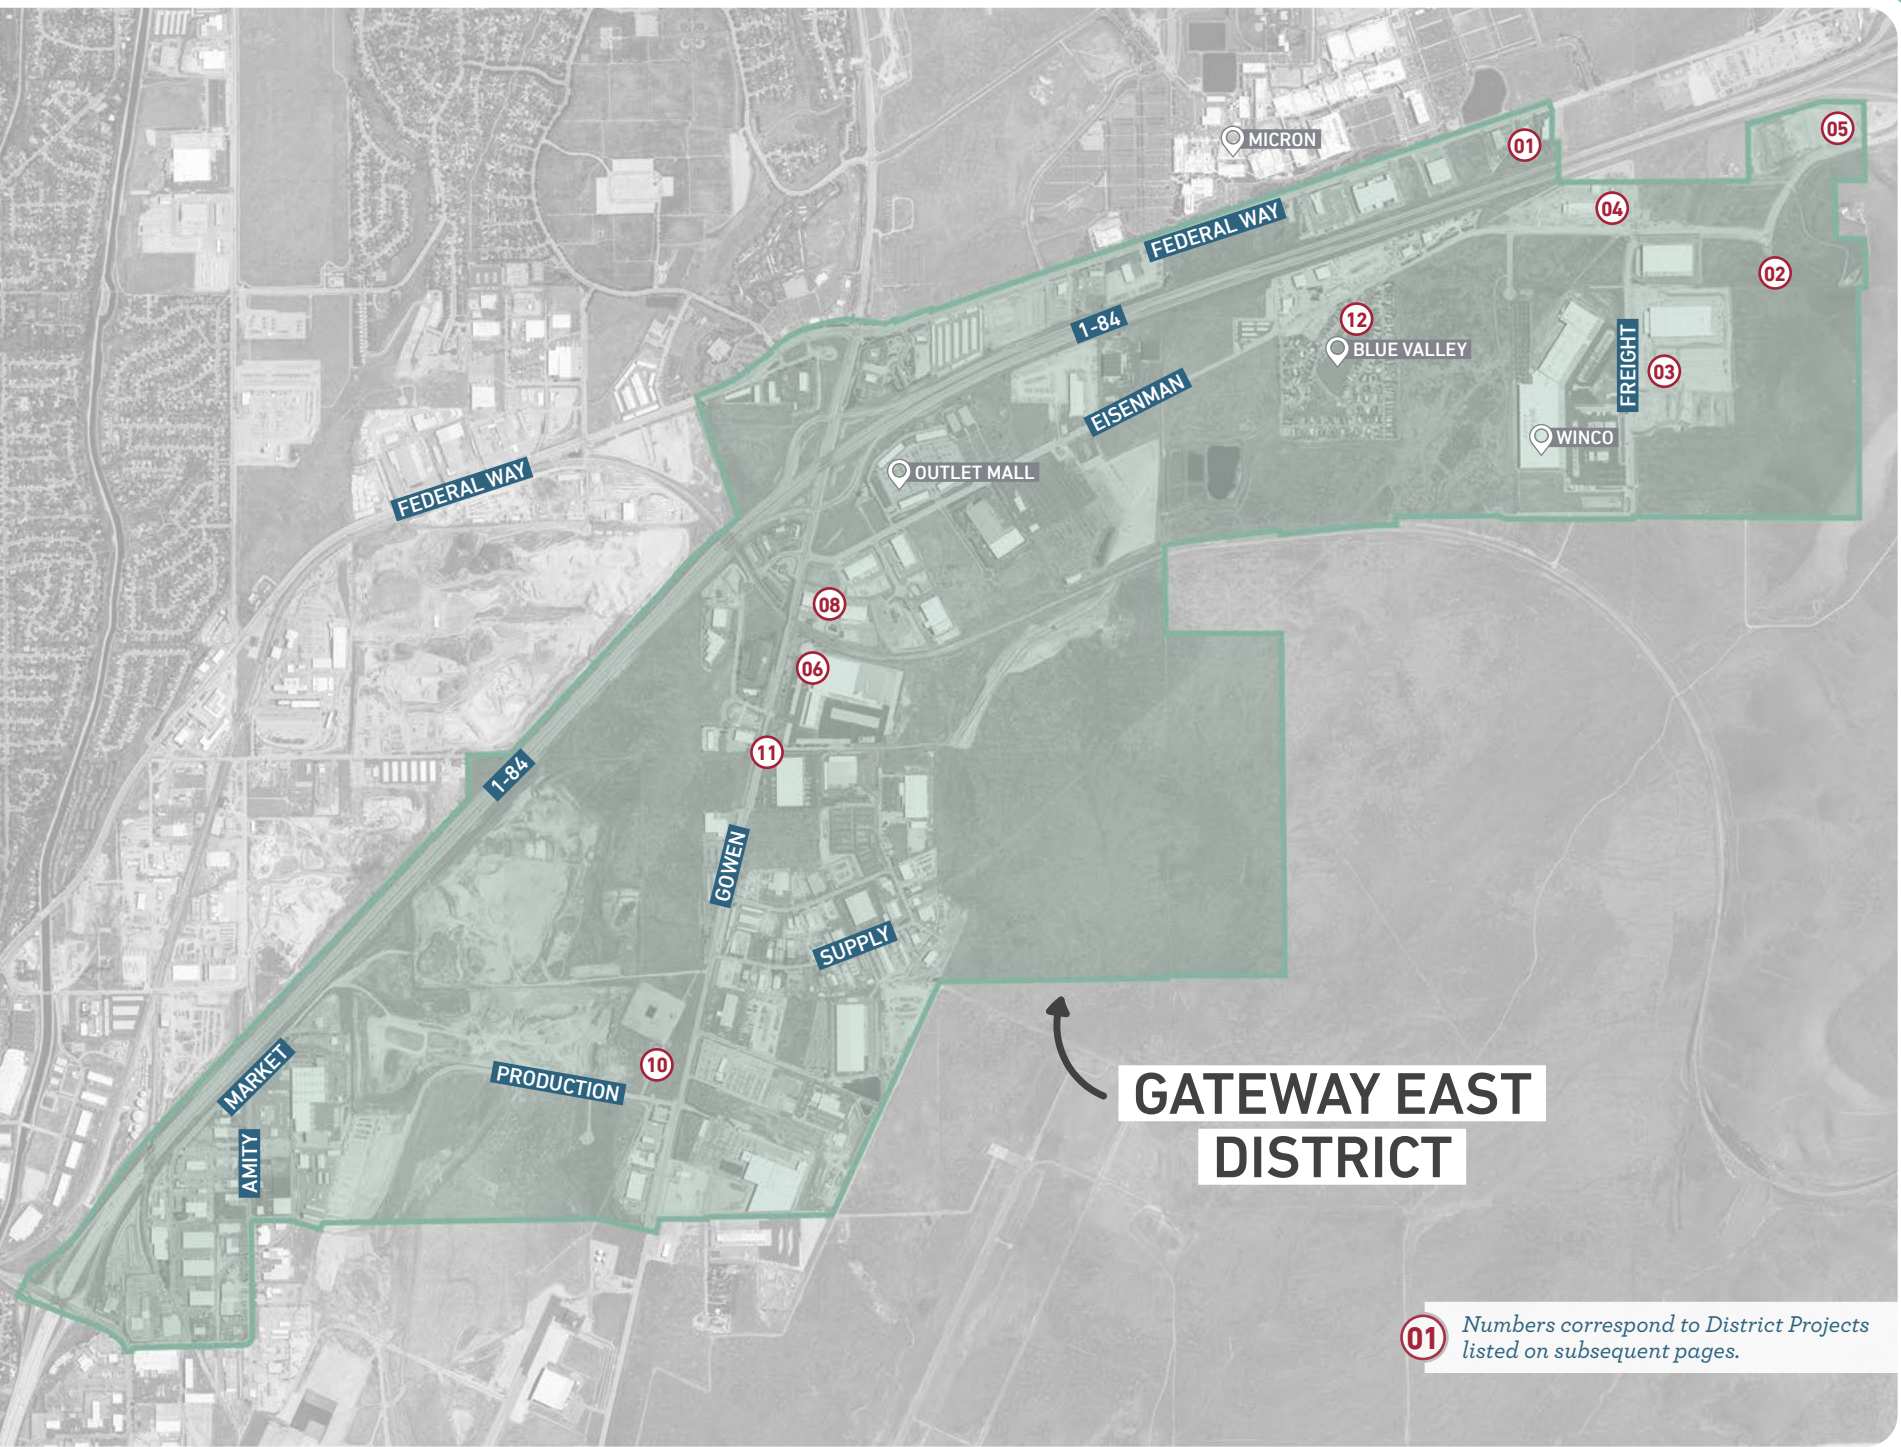 05
MICRON
01
04
FEDERAL WAY
02
12
1-84
BLUE VALLEY
FREIGHT
03
EISENMAN
WINCO
OUTLET MALL
FEDERAL WAY
08
06
11
1-84
GOWEN
SUPPLY
MARKET
10
PRODUCTION
AMITY
GATEWAY EAST
DISTRICT
01
Numbers correspond to District Projects
listed on subsequent pages.